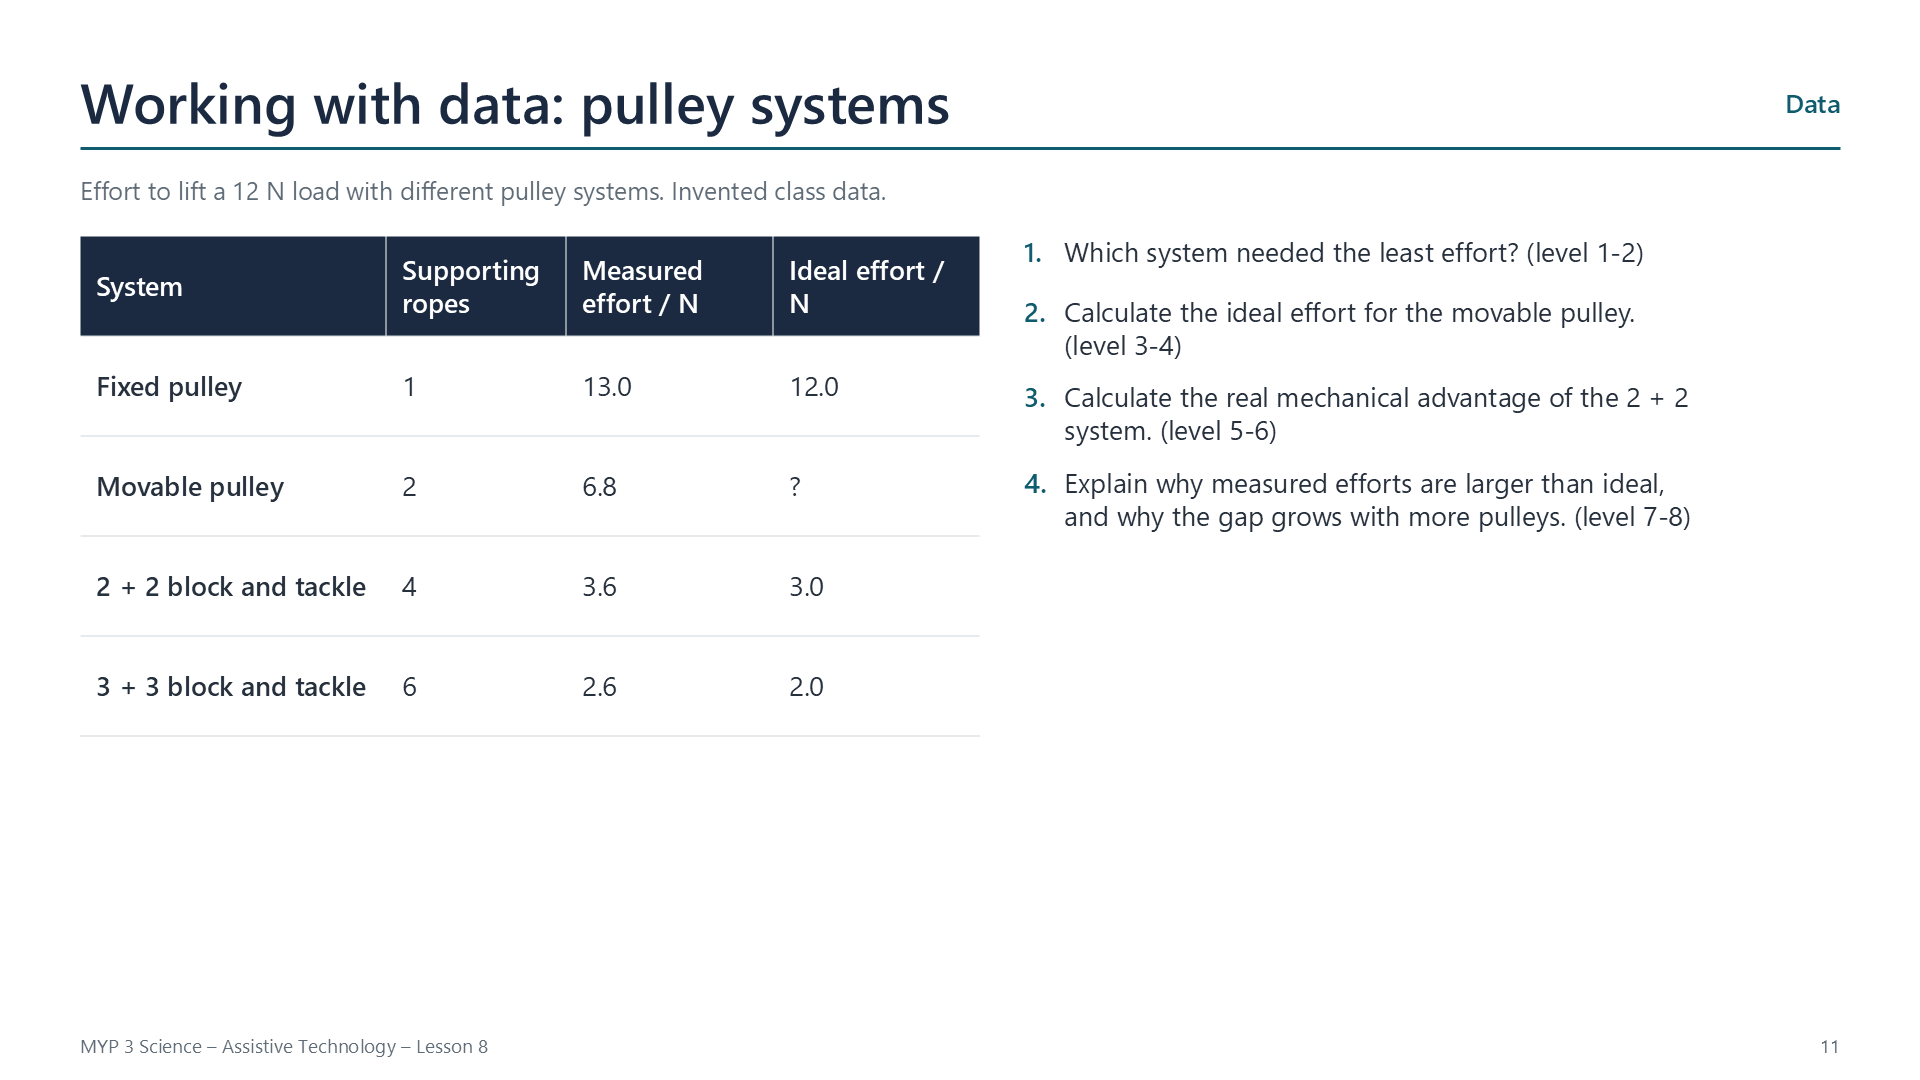 Working with data: pulley systems
Data
Effort to lift a 12 N load with different pulley systems. Invented class data.
System
Supporting ropes
Measured effort / N
Ideal effort / N
Fixed pulley 1 13.0 12.0
Movable pulley 2 6.8 ?
2 + 2 block and tackle 4 3.6 3.0
3 + 3 block and tackle 6 2.6 2.0
1. Which system needed the least effort? (level 1-2)
2. Calculate the ideal effort for the movable pulley.
(level 3-4)
3. Calculate the real mechanical advantage of the 2 + 2
system. (level 5-6)
4. Explain why measured efforts are larger than ideal,
and why the gap grows with more pulleys. (level 7-8)
MYP 3 Science – Assistive Technology – Lesson 8
11